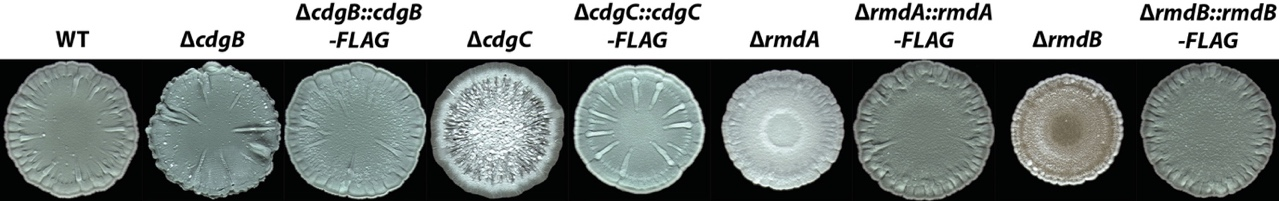 WT
ΔcdgB
ΔcdgB::cdgB
-FLAG
ΔcdgC
ΔcdgC::cdgC
-FLAG
ΔrmdA
ΔrmdA::rmdA
-FLAG
ΔrmdB
ΔrmdB::rmdB
-FLAG